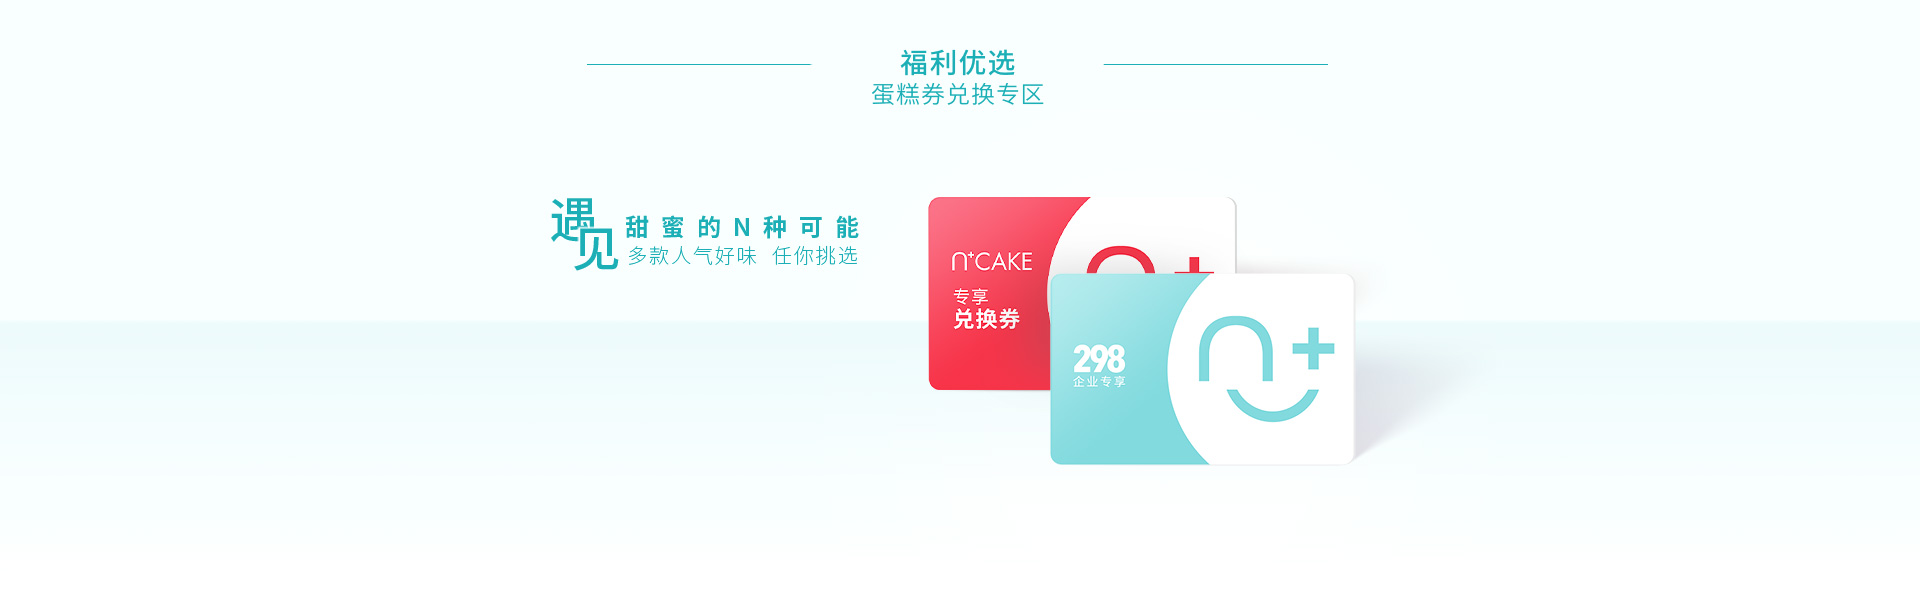 福利优选
蛋糕券兑换专区
遇见
甜蜜的N种可能
多款人气好味 任你挑选
n+CAKE
专享
兑换券
n+
298
企业专享
n+